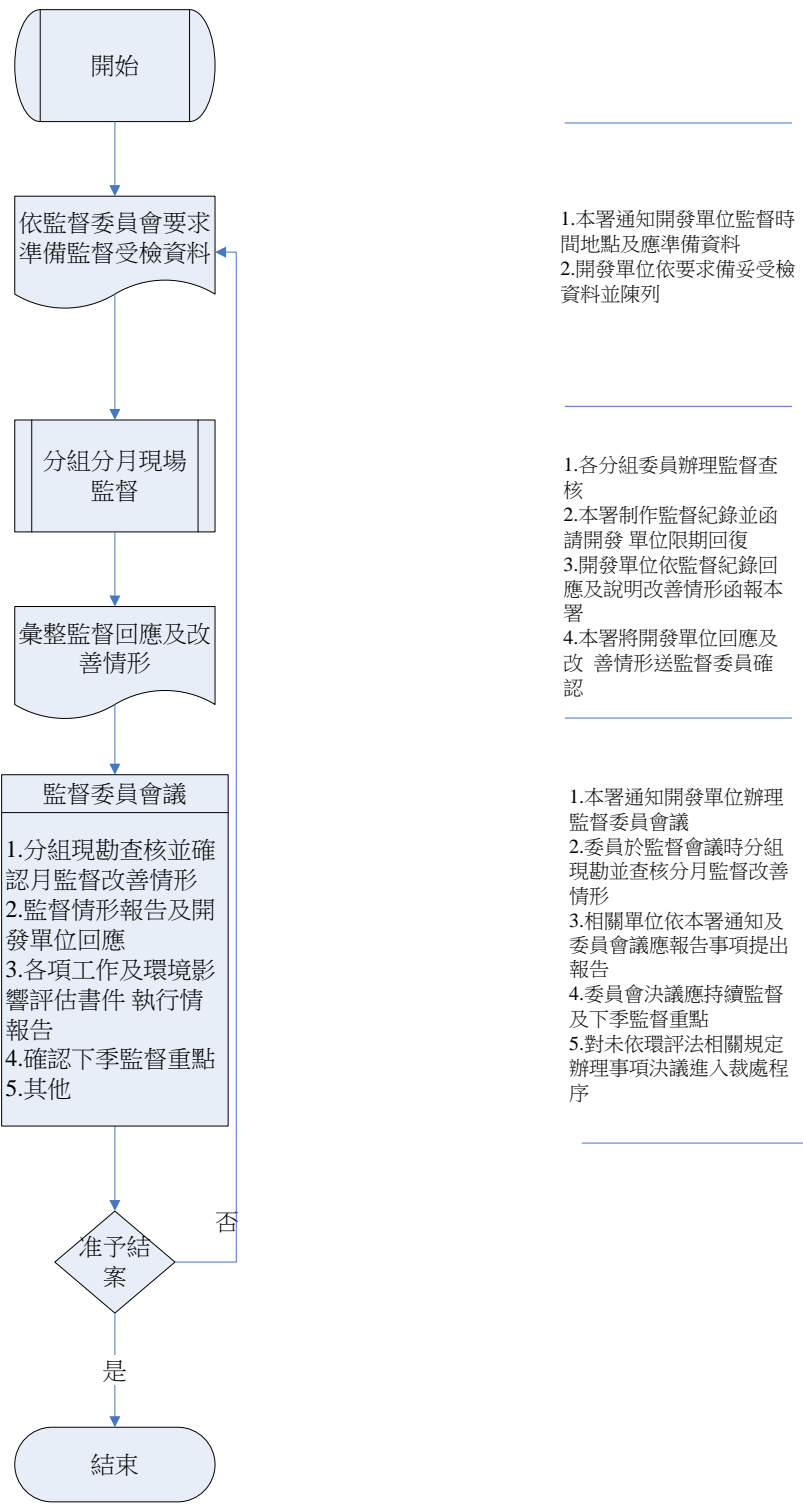 開始
依監督委員會要求
準備監督受檢資料
1.本署通知開發單位監督時
間地點及應準備資料
2.開發單位依要求備妥受檢
資料並陳列
分組分月現場
監督
1.各分組委員辦理監督查
核
2.本署制作監督紀錄並函
請開發 單位限期回復
3.開發單位依監督紀錄回
應及說明改善情形函報本
署
4.本署將開發單位回應及
改 善情形送監督委員確
認
彙整監督回應及改
善情形
監督委員會議
1.分組現勘查核並確
認月監督改善情形
2.監督情形報告及開
發單位回應
3.各項工作及環境影
響評估書件 執行情
報告
4.確認下季監督重點
5.其他
1.本署通知開發單位辦理
監督委員會議
2.委員於監督會議時分組
現勘並查核分月監督改善
情形
3.相關單位依本署通知及
委員會議應報告事項提出
報告
4.委員會決議應持續監督
及下季監督重點
5.對未依環評法相關規定
辦理事項決議進入裁處程
序
否
准予結
案
是
結束